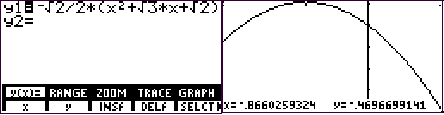 y1=-√2/2*(x²+√3*x+√2)
y2=
y(x)= RANGE ZOOM TRACE GRAPH
x y INSf DELf SELCT
x=-.8660259324 y=-.4696699141